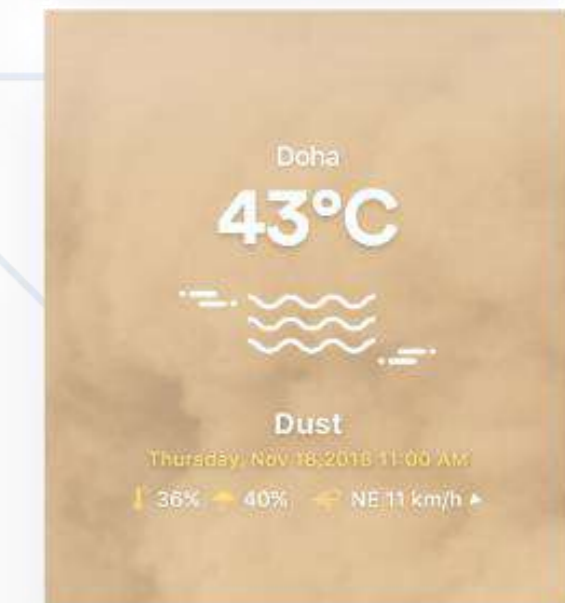 Doha
43°C
Dust
Thursday, Nov 18,2016 11:00 AM
36% 40% NE 11 km/h